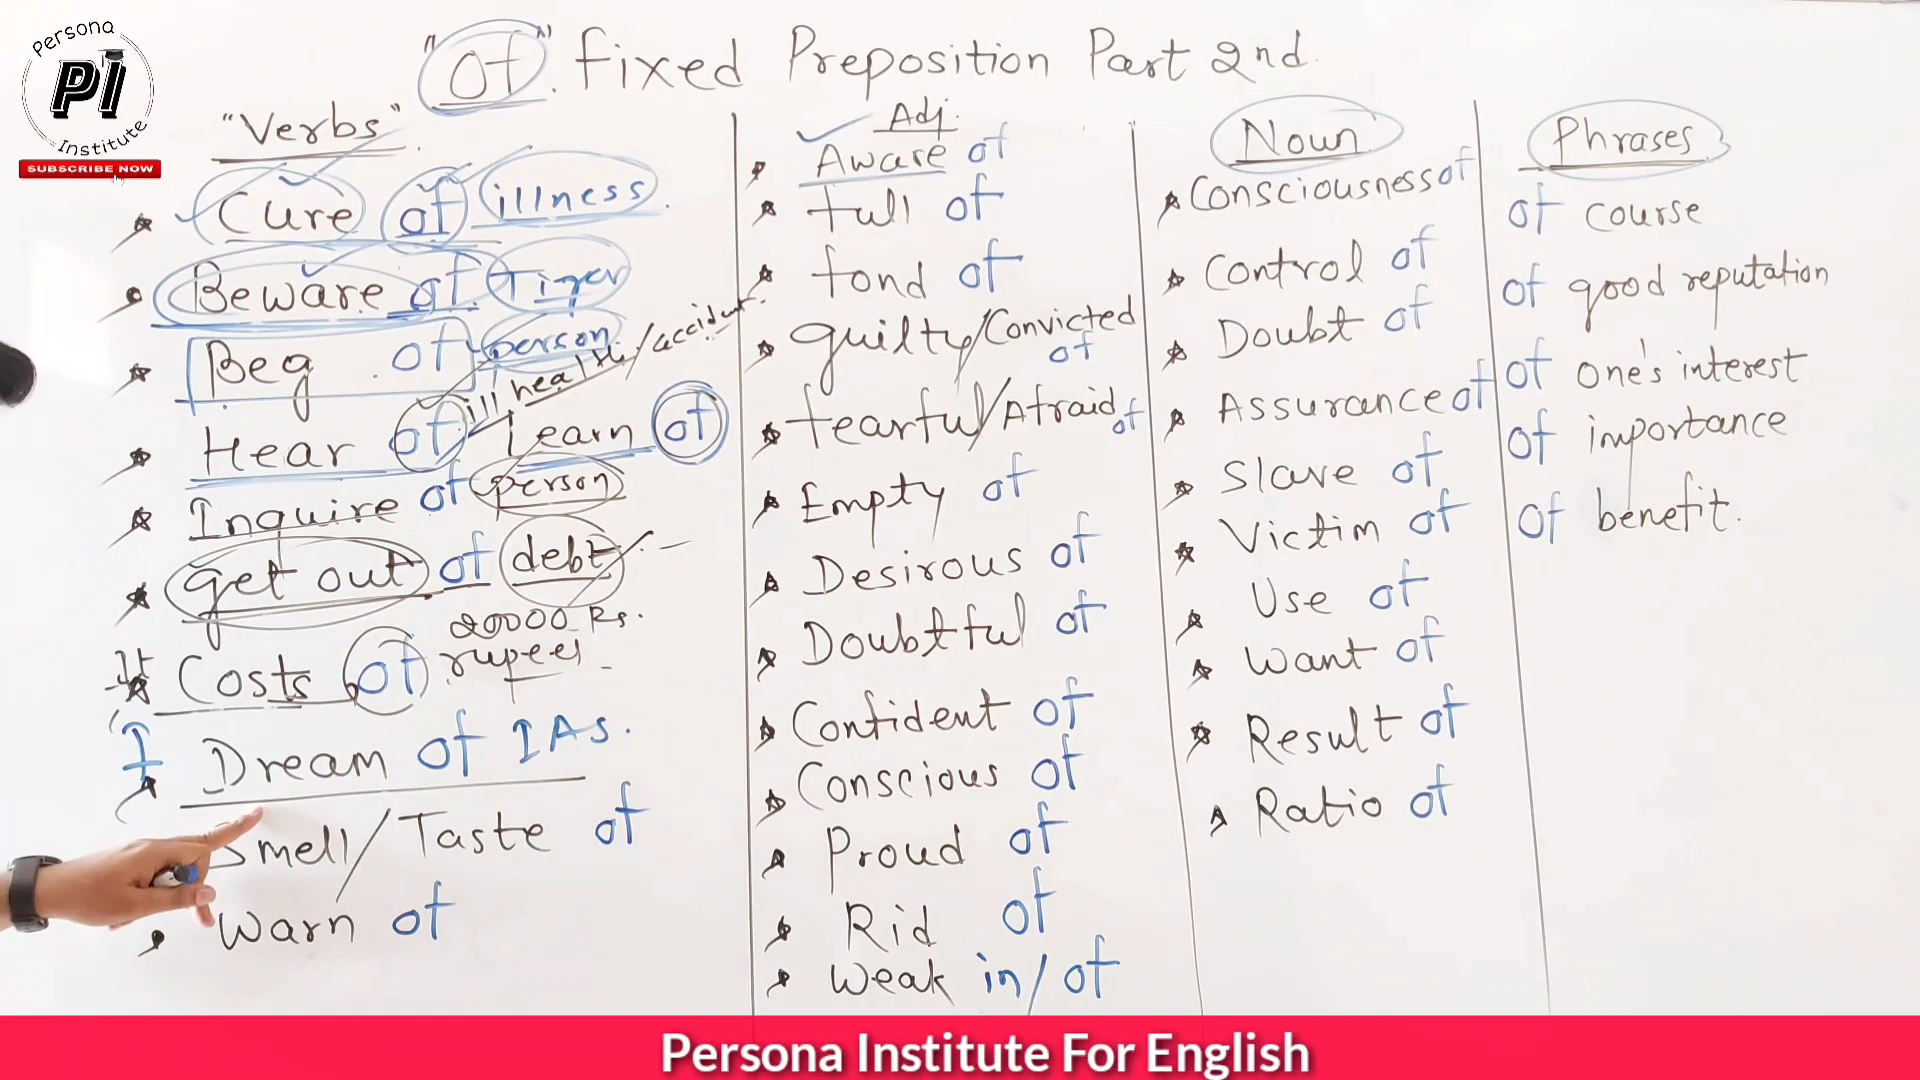 Persona
PI
Institute
SUBSCRIBE NOW
"of". fixed Preposition Part 2nd.
"Verbs"
Cure of illness
Beware of Tiger
Beg of person
ill health/accident
Hear of Learn of
Inquire of person
get out of debt
20000 Rs.
It Costs of rupees
I Dream of IAS.
Smell/Taste of
Warn of
Adj.
Aware of
full of
fond of
guilty/Convicted
of
fearful/Afraid of
Empty of
Desirous of
Doubtful of
Confident of
Conscious of
Proud of
Rid of
Weak in/of
Noun
Consciousness of
Control of
Doubt of
Assurance of
Slave of
Victim of
Use of
Want of
Result of
Ratio of
Phrases
of course
of good reputation
of one's interest
of importance
of benefit.
Persona Institute For English